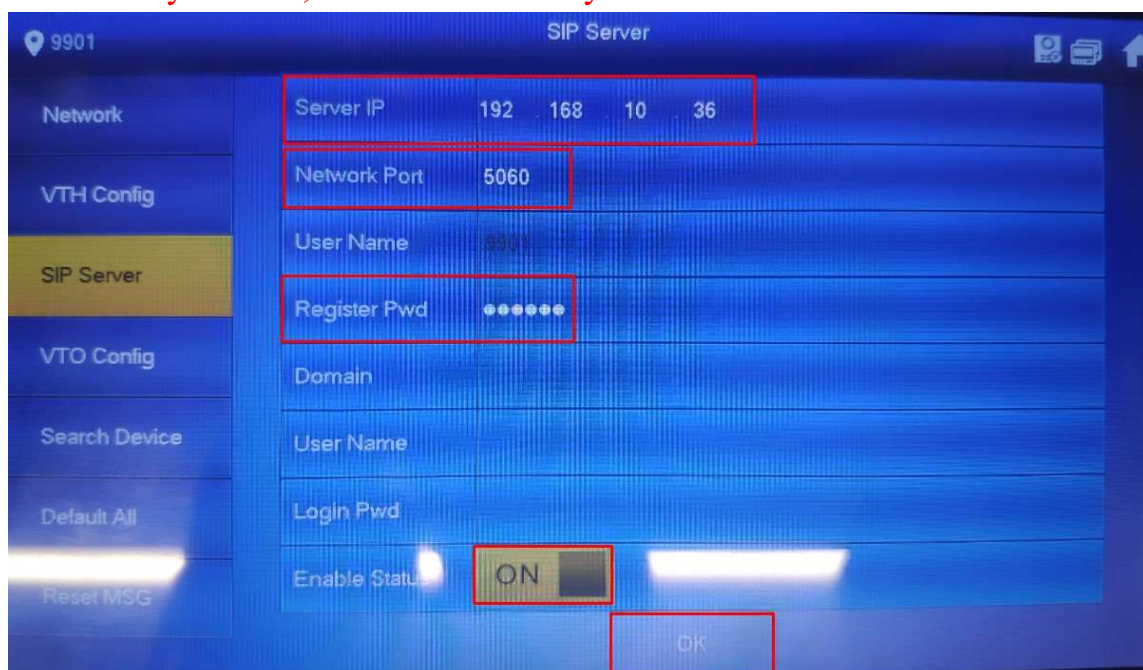 9901
SIP Server
Network
VTH Config
SIP Server
VTO Config
Search Device
Default All
Reset MSG
Server IP 192 . 168 . 10 . 36
Network Port 5060
User Name 9901
Register Pwd ●●●●●●
Domain
User Name
Login Pwd
Enable Status ON
OK